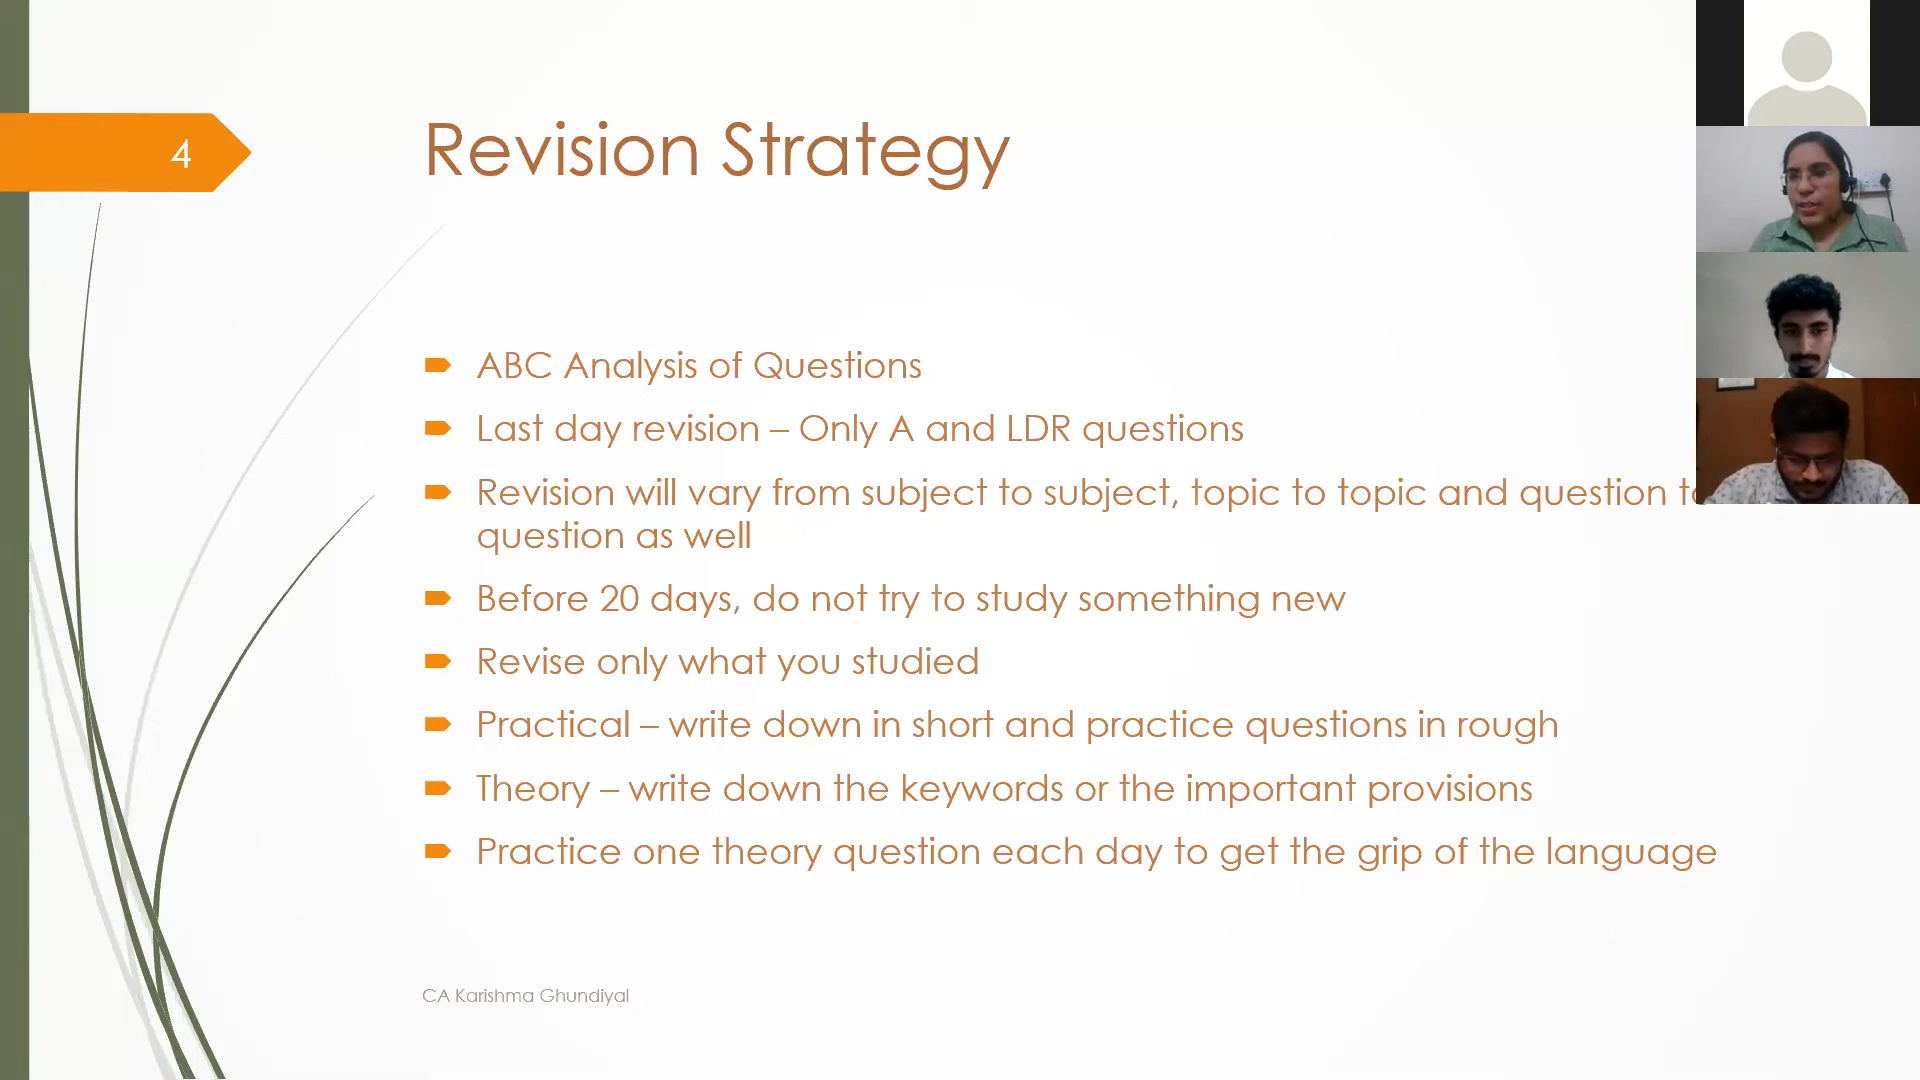 4
Revision Strategy
ABC Analysis of Questions
Last day revision – Only A and LDR questions
Revision will vary from subject to subject, topic to topic and question
question as well
Before 20 days, do not try to study something new
Revise only what you studied
Practical – write down in short and practice questions in rough
Theory – write down the keywords or the important provisions
Practice one theory question each day to get the grip of the language
CA Karishma Ghundiyal